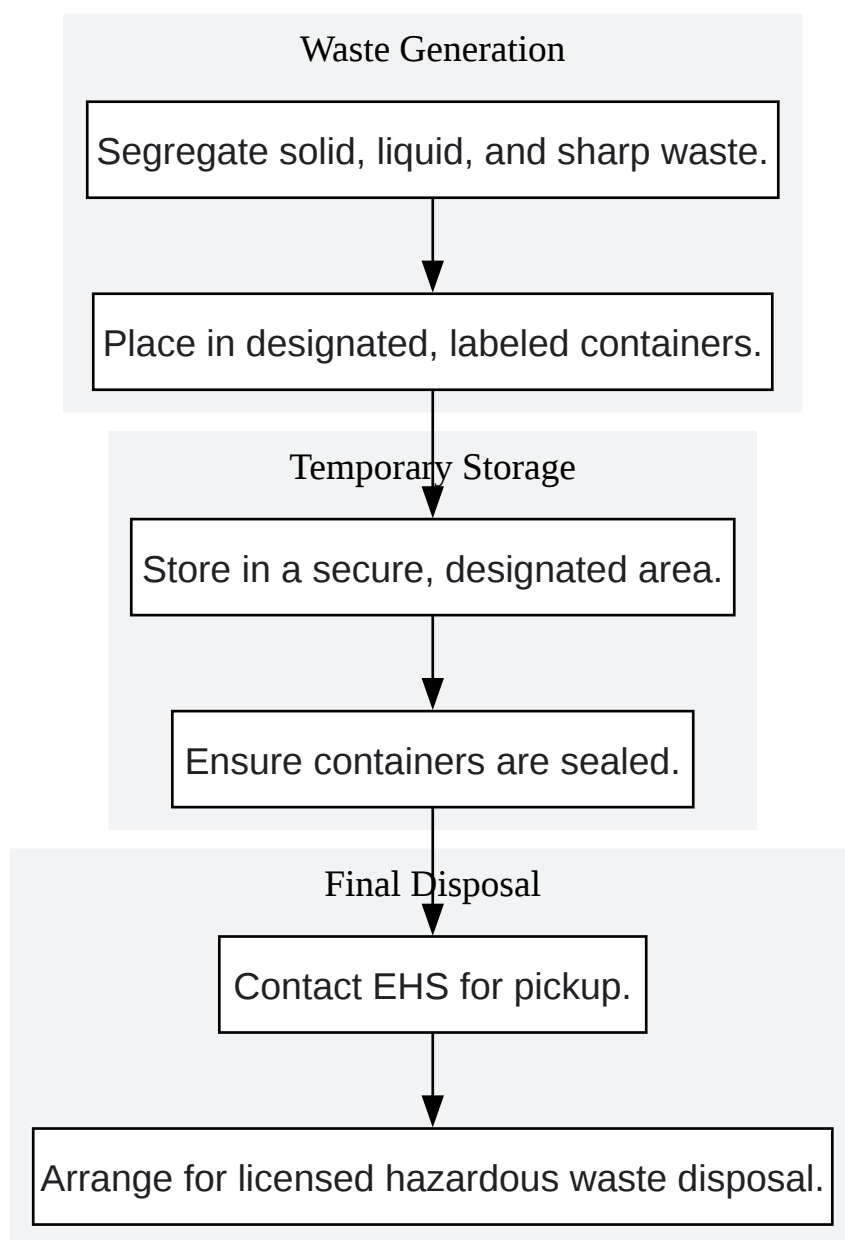 Waste Generation
Segregate solid, liquid, and sharp waste.
Place in designated, labeled containers.
Temporary Storage
Store in a secure, designated area.
Ensure containers are sealed.
Final Disposal
Contact EHS for pickup.
Arrange for licensed hazardous waste disposal.